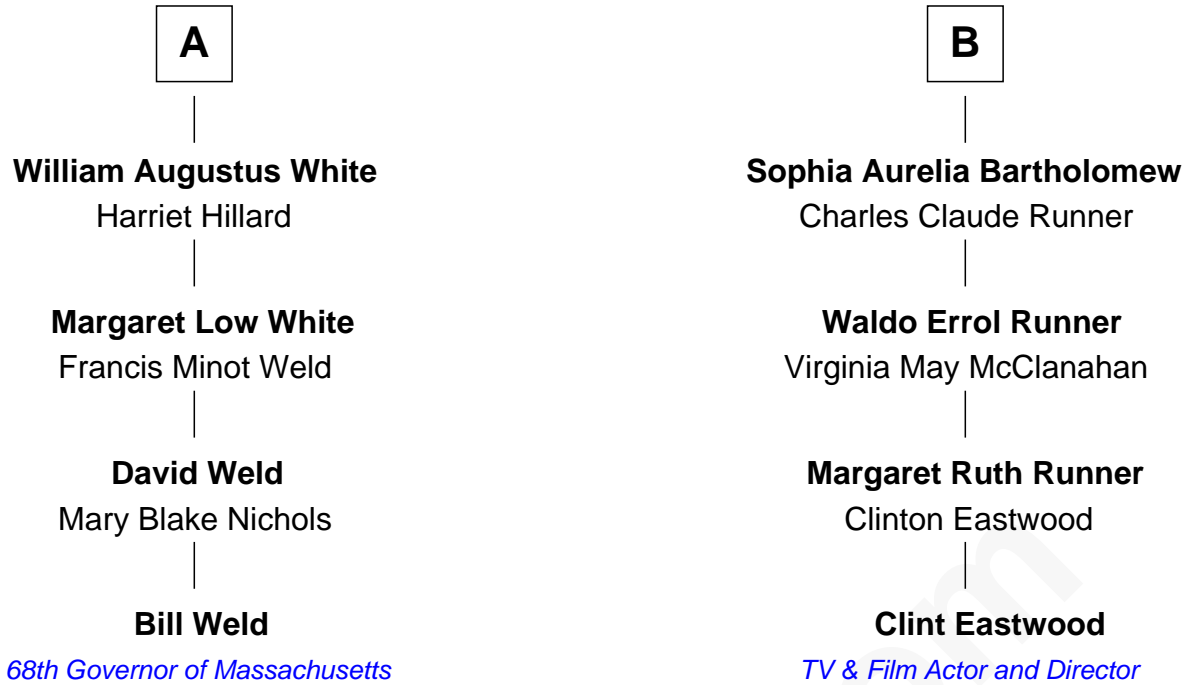 A
William Augustus White
Harriet Hillard
Margaret Low White
Francis Minot Weld
David Weld
Mary Blake Nichols
Bill Weld
68th Governor of Massachusetts
B
Sophia Aurelia Bartholomew
Charles Claude Runner
Waldo Errol Runner
Virginia May McClanahan
Margaret Ruth Runner
Clinton Eastwood
Clint Eastwood
TV & Film Actor and Director